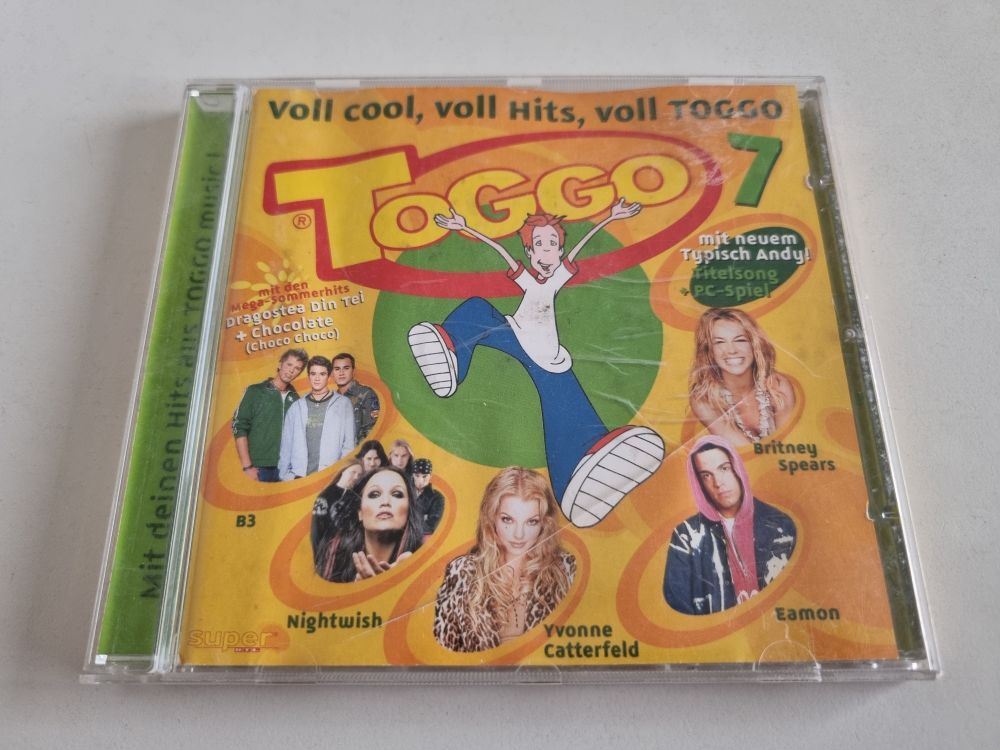 Voll cool, voll Hits, voll TOGGO
TOGGO
®
7
mit neuem
Typisch Andy!
Titelsong
+ PC-Spiel
mit den
Mega-Sommerhits
Dragostea Din Tei
+ Chocolate
(Choco Choco)
B3
Nightwish
Yvonne
Catterfeld
Eamon
Britney
Spears
super
RTL
Mit deinen Hits aus TOGGO music!